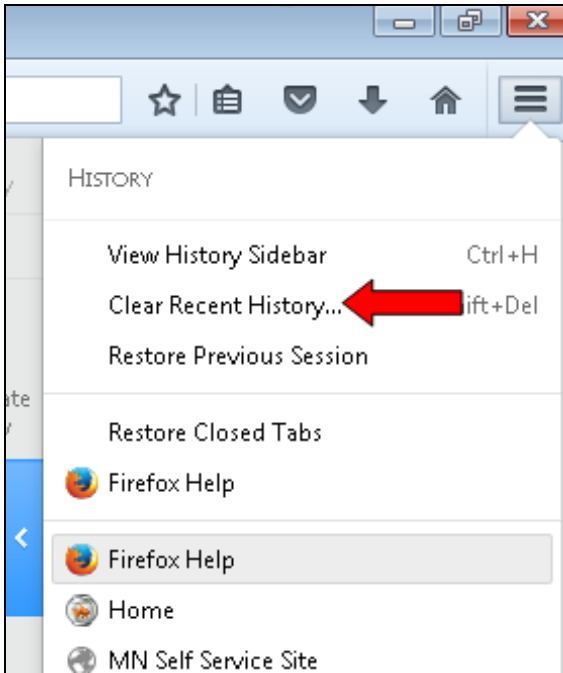 HISTORY
View History Sidebar Ctrl+H
Clear Recent History... ift+Del
Restore Previous Session
Restore Closed Tabs
Firefox Help
Firefox Help
Home
MN Self Service Site